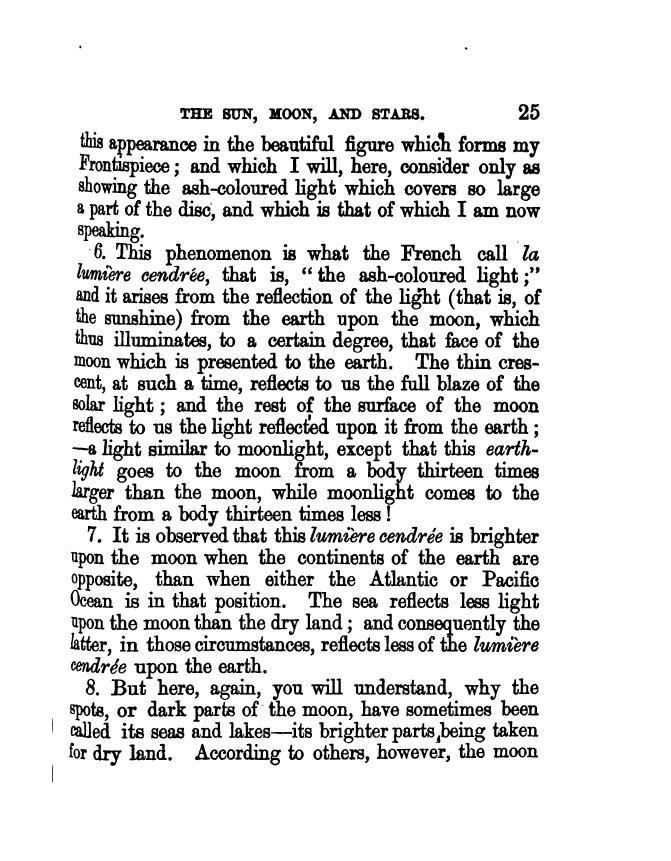 THE SUN, MOON, AND STARS. 25
this appearance in the beautiful figure which forms my
Frontispiece; and which I will, here, consider only as
showing the ash-coloured light which covers so large
a part of the disc, and which is that of which I am now
speaking.
6. This phenomenon is what the French call la
lumière cendrée, that is, "the ash-coloured light;"
and it arises from the reflection of the light (that is, of
the sunshine) from the earth upon the moon, which
thus illuminates, to a certain degree, that face of the
moon which is presented to the earth. The thin cres-
cent, at such a time, reflects to us the full blaze of the
solar light; and the rest of the surface of the moon
reflects to us the light reflected upon it from the earth;
—a light similar to moonlight, except that this earth-
light goes to the moon from a body thirteen times
larger than the moon, while moonlight comes to the
earth from a body thirteen times less!
7. It is observed that this lumière cendrée is brighter
upon the moon when the continents of the earth are
opposite, than when either the Atlantic or Pacific
Ocean is in that position. The sea reflects less light
upon the moon than the dry land; and consequently the
latter, in those circumstances, reflects less of the lumière
cendrée upon the earth.
8. But here, again, you will understand, why the
spots, or dark parts of the moon, have sometimes been
called its seas and lakes—its brighter parts being taken
for dry land. According to others, however, the moon